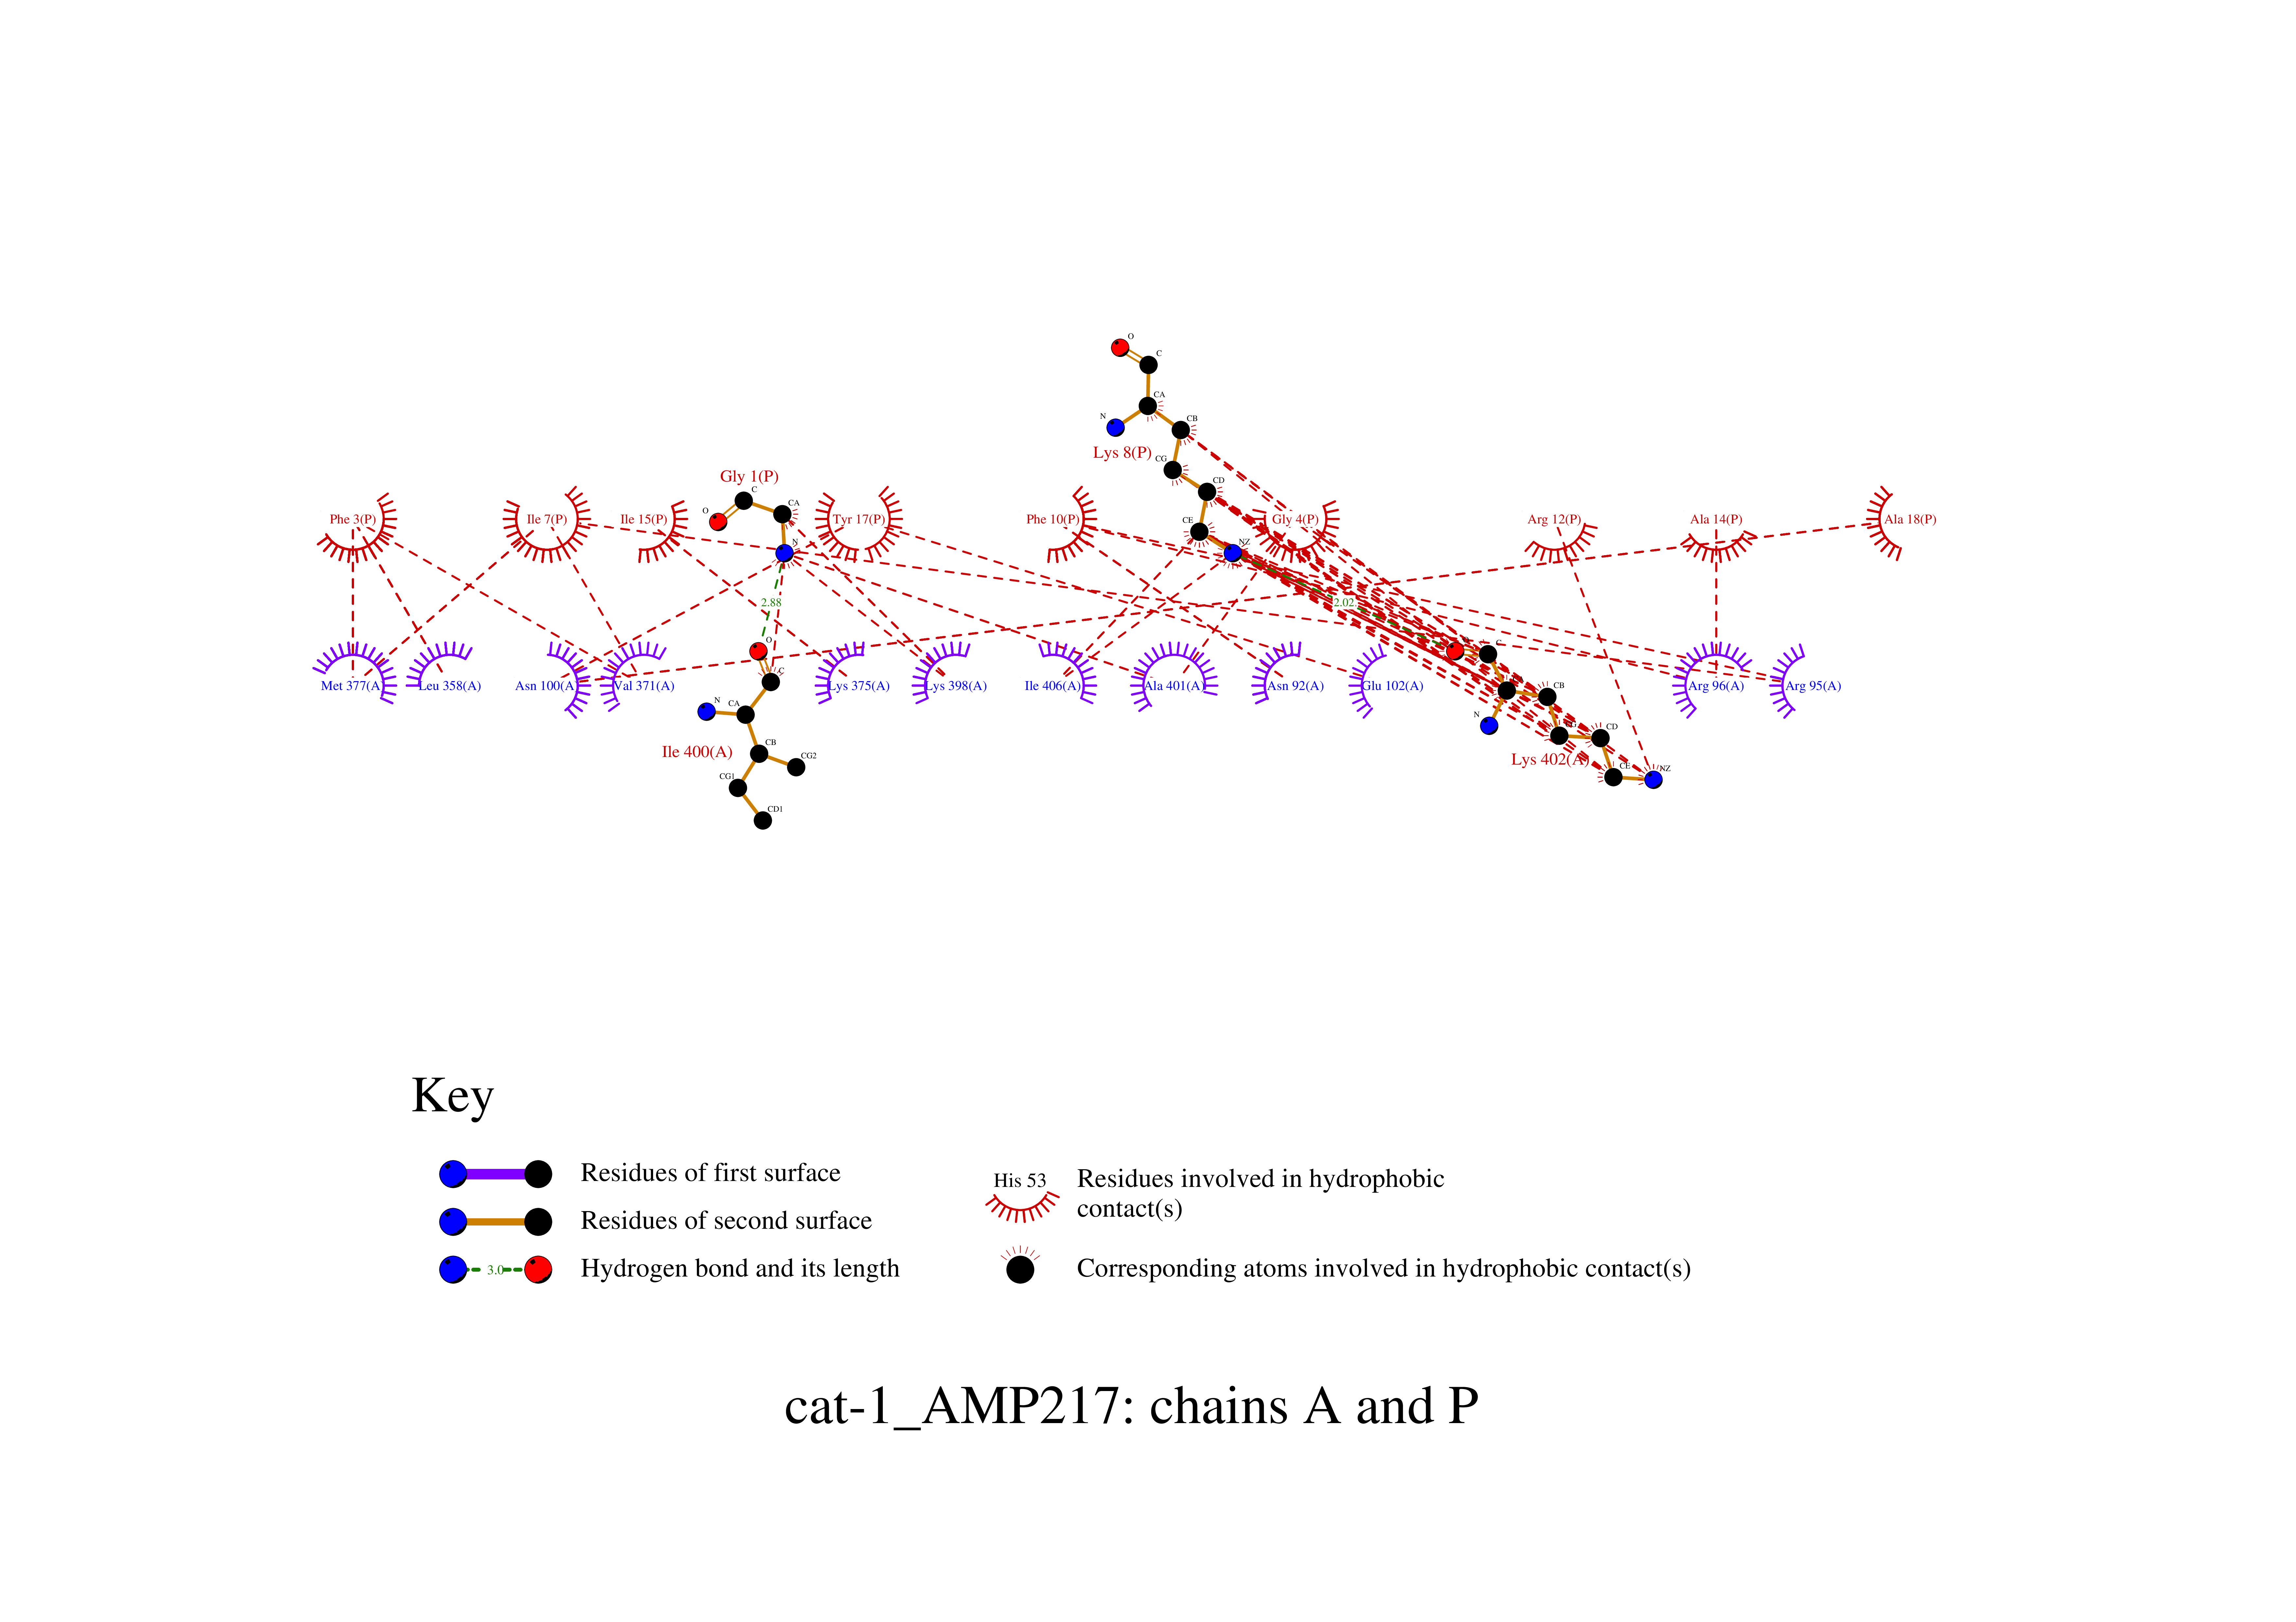 O
C
CA
N
CB
Lys 8(P)
CG
Gly 1(P)
C
CA
O
CD
CE
Phe 3(P)
Ile 7(P)
Ile 15(P)
Tyr 17(P)
Phe 10(P)
Gly 4(P)
Arg 12(P)
Ala 14(P)
Ala 18(P)
N
NZ
2.88
2.02
O
C
C
Met 377(A)
Leu 358(A)
Asn 100(A)
Val 371(A)
Lys 375(A)
Lys 398(A)
Ile 406(A)
Ala 401(A)
Asn 92(A)
Glu 102(A)
Arg 96(A)
Arg 95(A)
CB
N
CA
N
CG
CD
CB
Ile 400(A)
CG2
Lys 402(A)
CG1
CE
NZ
CD1
Key
Residues of first surface
Residues of second surface
3.0
Hydrogen bond and its length
His 53
Residues involved in hydrophobic
contact(s)
Corresponding atoms involved in hydrophobic contact(s)
cat-1_AMP217: chains A and P